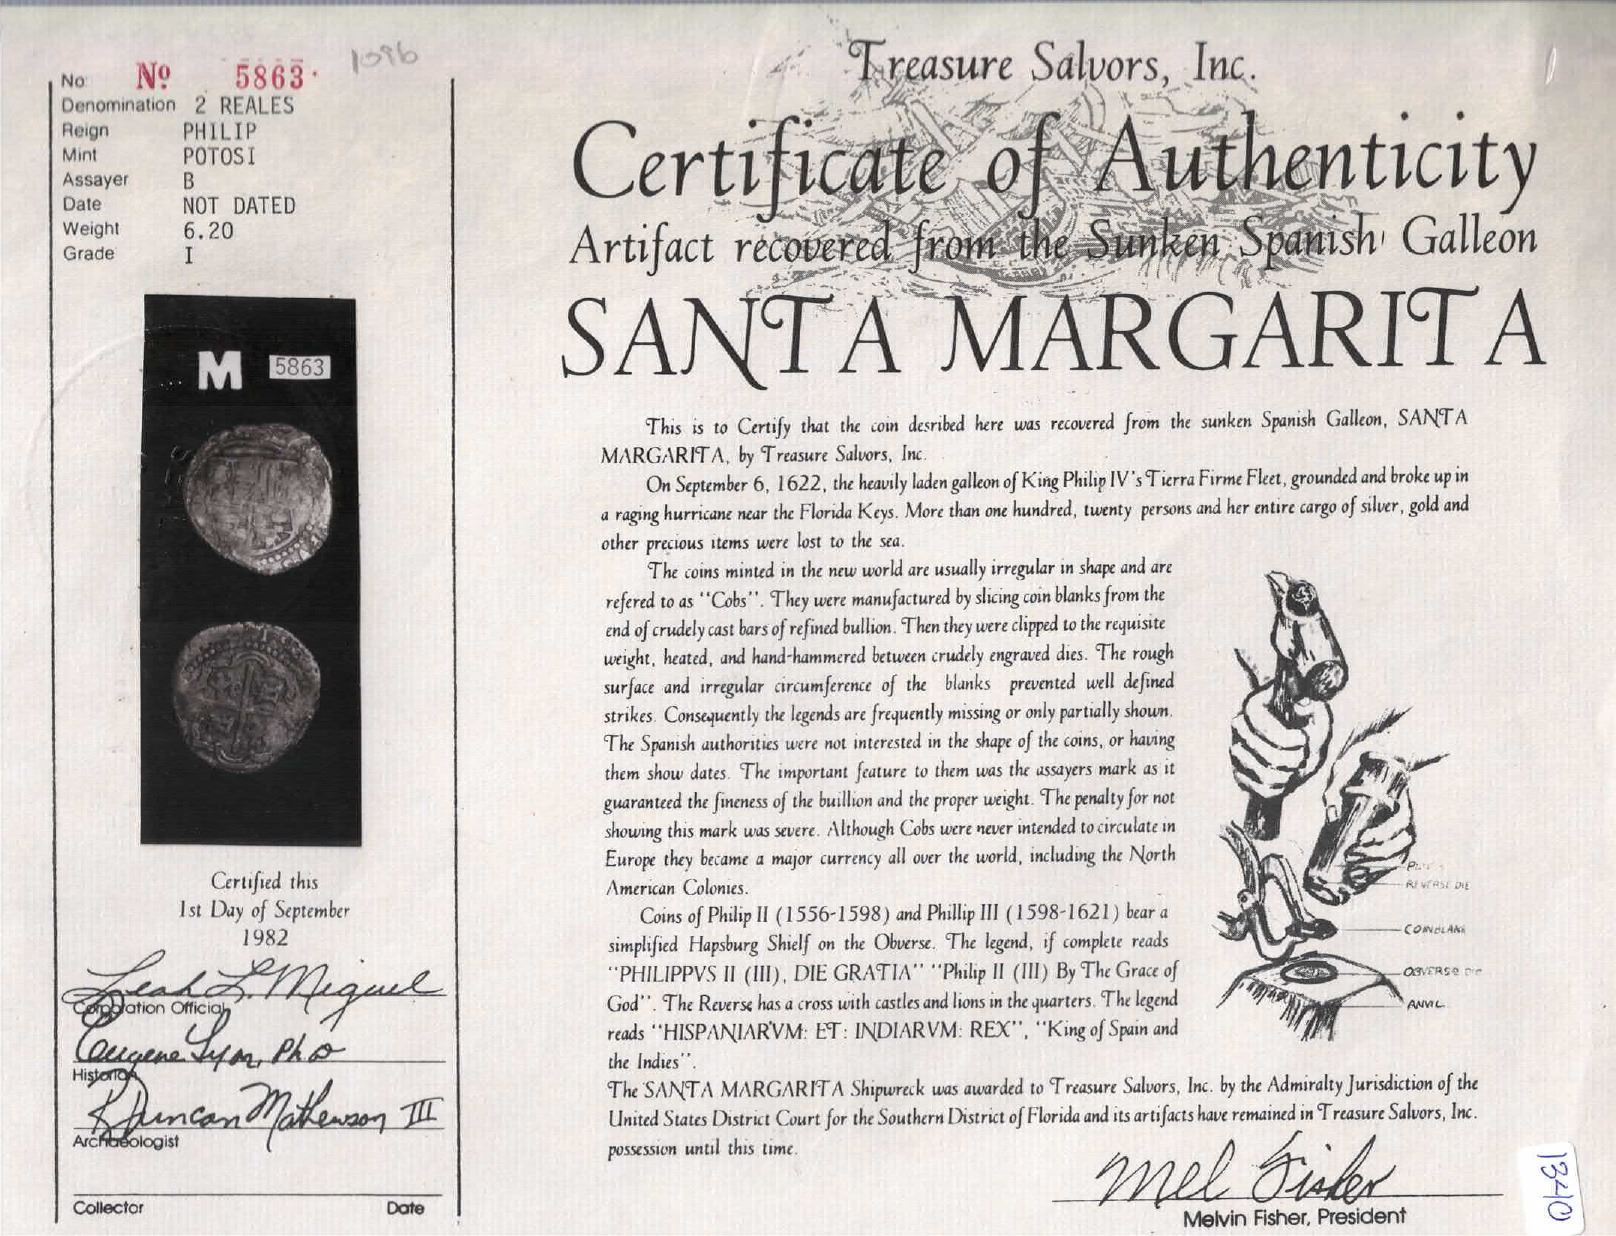 1096
No. Nº 5863
Denomination 2 REALES
Reign PHILIP
Mint POTOSI
Assayer B
Date NOT DATED
Weight 6.20
Grade I
M 5863
Certified this
1st Day of September
1982
Leah L. Miguel
Corporation Official
Eugene Lyon, Ph D
Historian
R Duncan Mathewson III
Archaeologist
Collector Date
Treasure Salvors, Inc.
Certificate of Authenticity
Artifact recovered from the Sunken Spanish Galleon
SANTA MARGARITA
This is to Certify that the coin desribed here was recovered from the sunken Spanish Galleon, SANTA
MARGARITA, by Treasure Salvors, Inc.
On September 6, 1622, the heavily laden galleon of King Philip IV's Tierra Firme Fleet, grounded and broke up in
a raging hurricane near the Florida Keys. More than one hundred, twenty persons and her entire cargo of silver, gold and
other precious items were lost to the sea.
The coins minted in the new world are usually irregular in shape and are
refered to as "Cobs". They were manufactured by slicing coin blanks from the
end of crudely cast bars of refined bullion. Then they were clipped to the requisite
weight, heated, and hand-hammered between crudely engraved dies. The rough
surface and irregular circumference of the blanks prevented well defined
strikes. Consequently the legends are frequently missing or only partially shown.
The Spanish authorities were not interested in the shape of the coins, or having
them show dates. The important feature to them was the assayers mark as it
guaranteed the fineness of the buillion and the proper weight. The penalty for not
showing this mark was severe. Although Cobs were never intended to circulate in
Europe they became a major currency all over the world, including the North
American Colonies.
Coins of Philip II (1556-1598) and Phillip III (1598-1621) bear a
simplified Hapsburg Shielf on the Obverse. The legend, if complete reads
"PHILIPPVS II (III), DIE GRATIA" "Philip II (III) By The Grace of
God". The Reverse has a cross with castles and lions in the quarters. The legend
reads "HISPANIARVM: ET: INDIARVM: REX", "King of Spain and
the Indies".
The SANTA MARGARITA Shipwreck was awarded to Treasure Salvors, Inc. by the Admiralty Jurisdiction of the
United States District Court for the Southern District of Florida and its artifacts have remained in Treasure Salvors, Inc.
possession until this time.
REVERSE DIE
COINBLANK
OBVERSE DIE
ANVIL
Mel Fisher
Melvin Fisher, President
1340